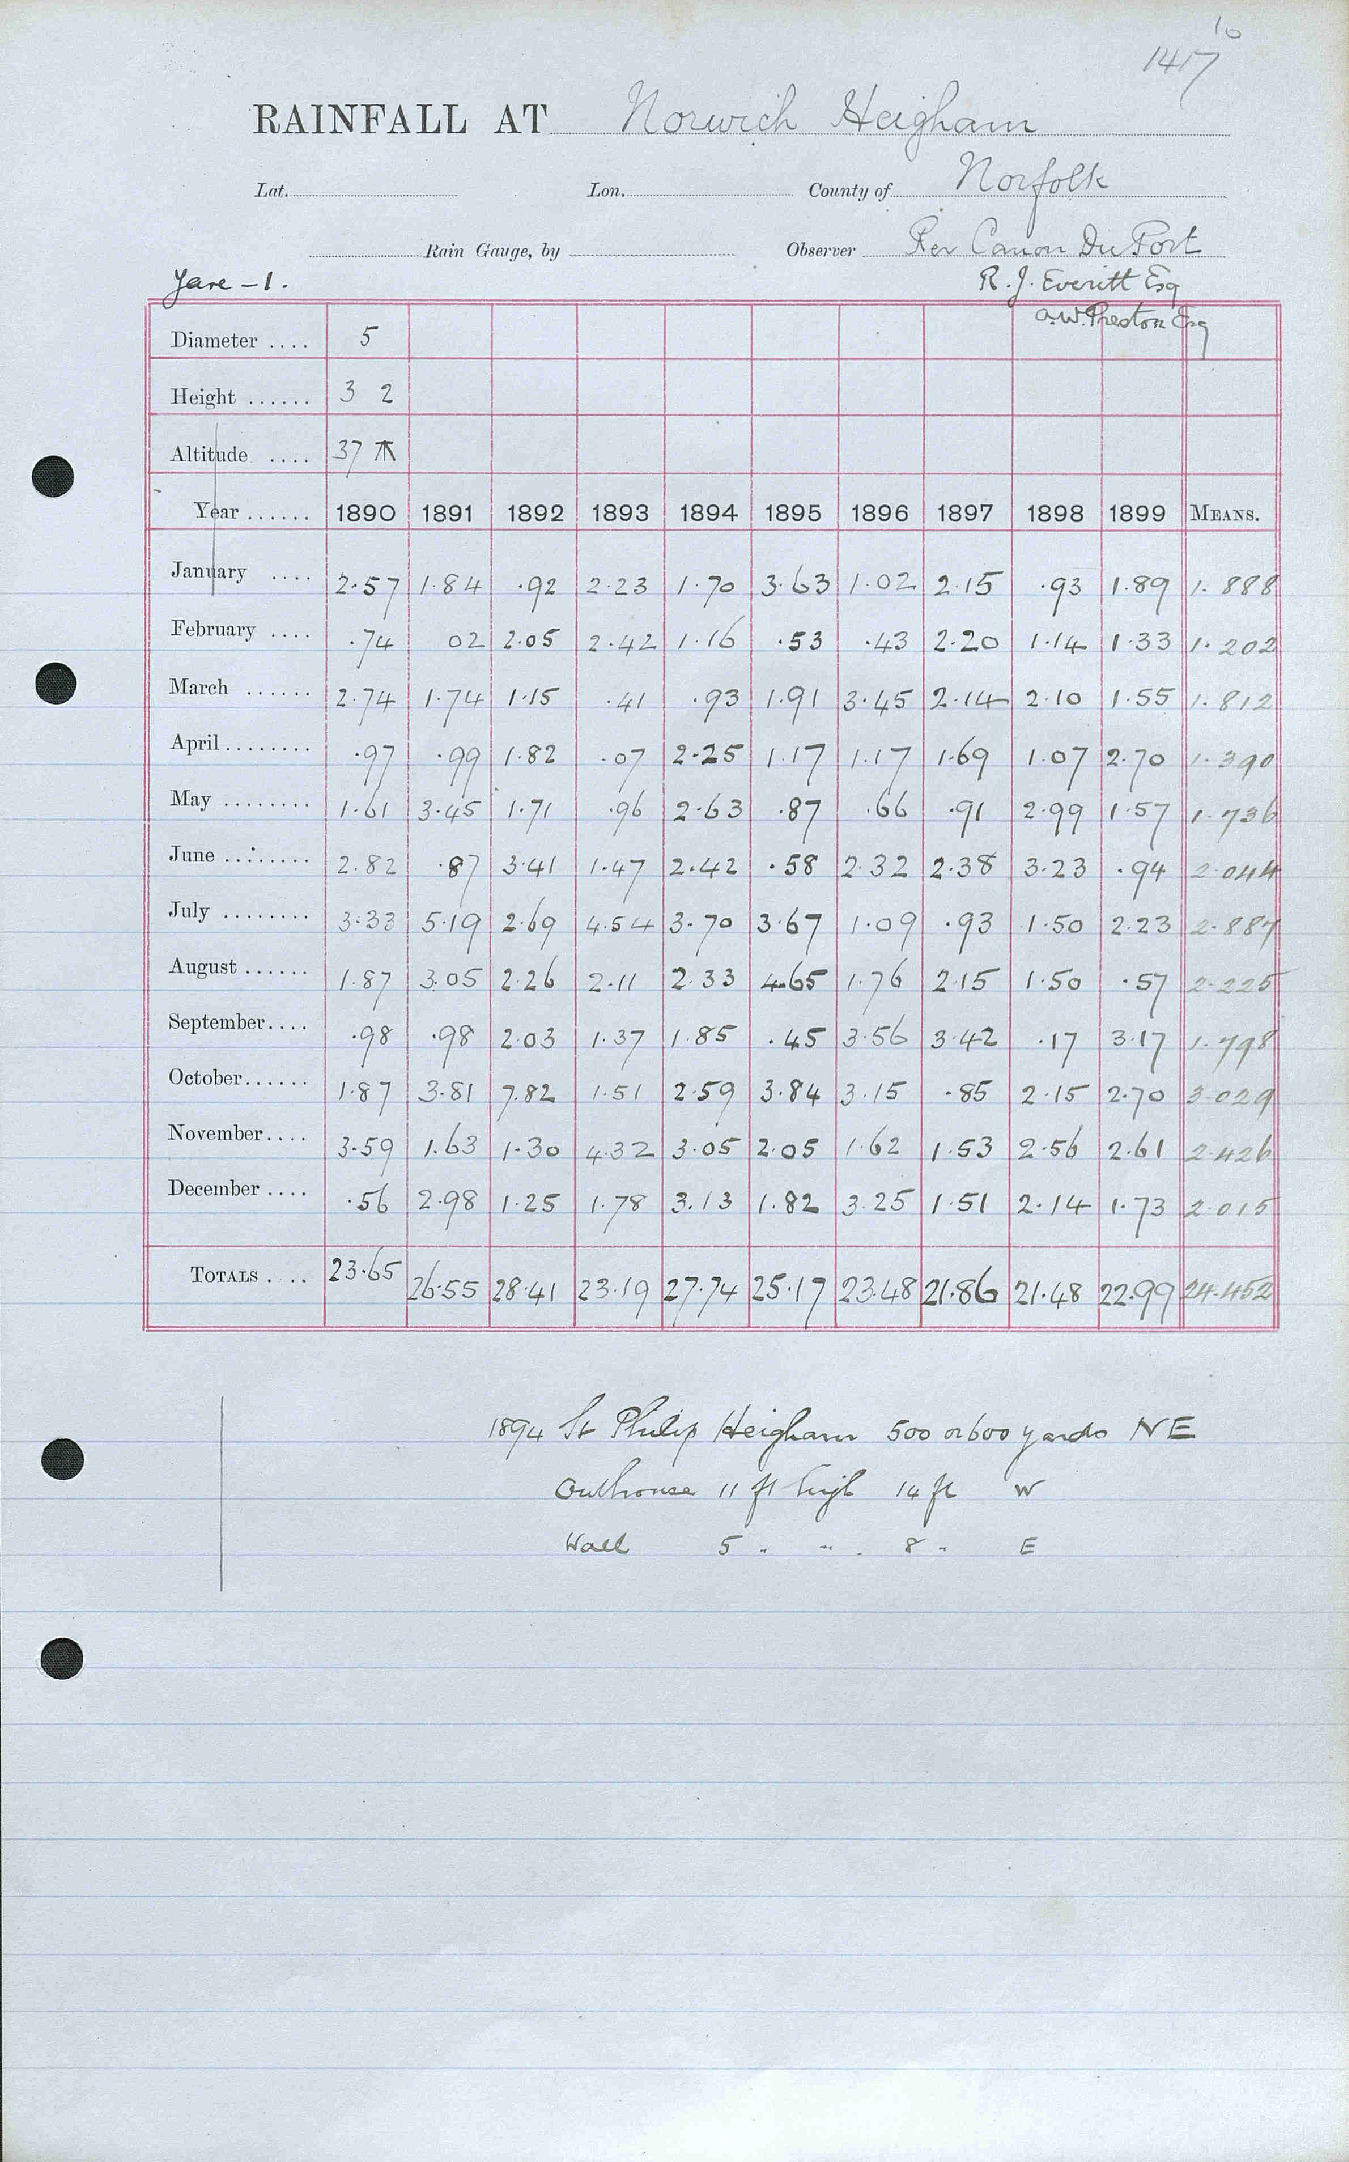 10
1417
RAINFALL AT Norwich Heigham
Lat. Lon. County of Norfolk
Rain Gauge, by Observer Rev Canon Du Port
Yare - 1. R. J. Everitt Esq
A.W. Preston Esq
Diameter .... 5
Height ...... 3 2
Altitude .... 37
Year ...... 1890 1891 1892 1893 1894 1895 1896 1897 1898 1899 MEANS.
January .... 2.57 1.84 .92 2.23 1.70 3.63 1.02 2.15 .93 1.89 1.888
February .... .74 02 2.05 2.42 1.16 .53 .43 2.20 1.14 1.33 1.202
March ...... 2.74 1.74 1.15 .41 .93 1.91 3.45 2.14 2.10 1.55 1.812
April ........ .97 .99 1.82 .07 2.25 1.17 1.17 1.69 1.07 2.70 1.390
May ........ 1.61 3.45 1.71 .96 2.63 .87 .66 .91 2.99 1.57 1.736
June ........ 2.82 .87 3.41 1.47 2.42 .58 2.32 2.38 3.23 .94 2.044
July ........ 3.33 5.19 2.69 4.54 3.70 3.67 1.09 .93 1.50 2.23 2.887
August ...... 1.87 3.05 2.26 2.11 2.33 4.65 1.76 2.15 1.50 .57 2.225
September.... .98 .98 2.03 1.37 1.85 .45 3.56 3.42 .17 3.17 1.798
October...... 1.87 3.81 7.82 1.51 2.59 3.84 3.15 .85 2.15 2.70 3.029
November.... 3.59 1.63 1.30 4.32 3.05 2.05 1.62 1.53 2.56 2.61 2.426
December .... .56 2.98 1.25 1.78 3.13 1.82 3.25 1.51 2.14 1.73 2.015
TOTALS .... 23.65 26.55 28.41 23.19 27.74 25.17 23.48 21.86 21.48 22.99 24.452
1894 St Philip Heigham 500 or 600 yards NE
Outhouse 11 ft high 14 ft W
Wall 5 " " . 8 " E